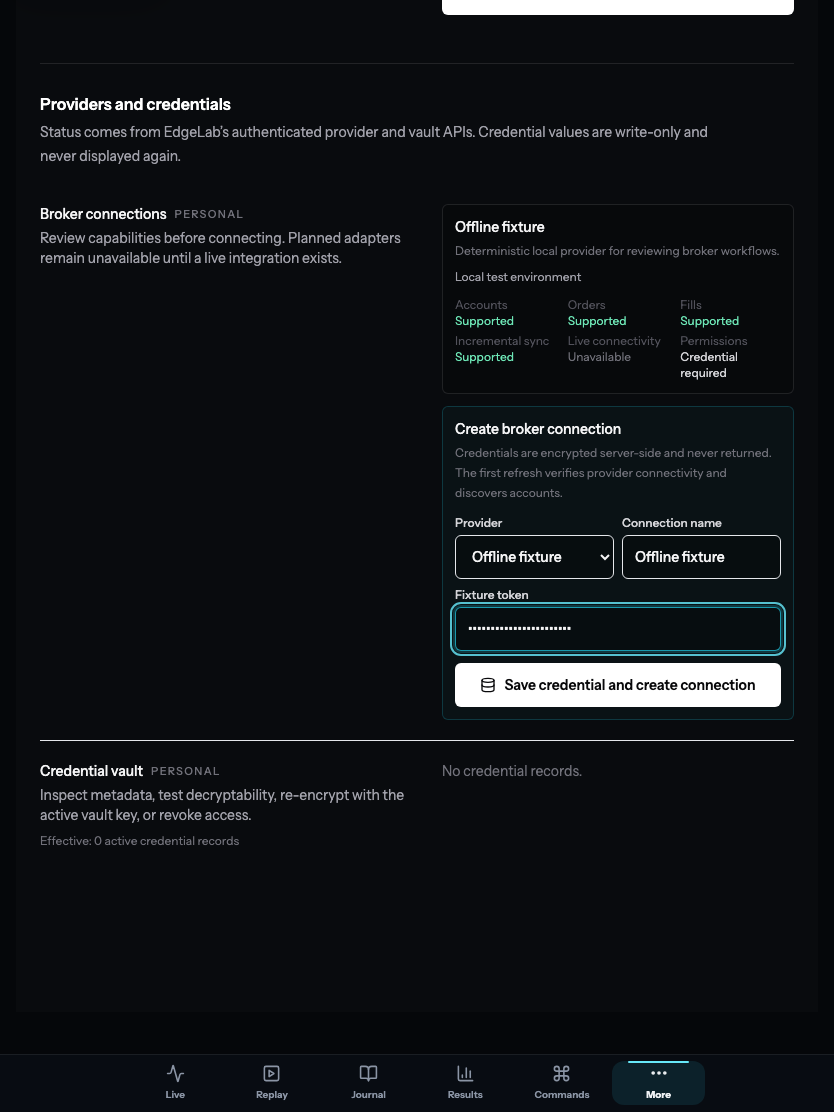 Providers and credentials
Status comes from EdgeLab's authenticated provider and vault APIs. Credential values are write-only and
never displayed again.
Broker connections PERSONAL
Review capabilities before connecting. Planned adapters
remain unavailable until a live integration exists.
Offline fixture
Deterministic local provider for reviewing broker workflows.
Local test environment
Accounts Orders Fills
Supported Supported Supported
Incremental sync Live connectivity Permissions
Supported Unavailable Credential
required
Create broker connection
Credentials are encrypted server-side and never returned.
The first refresh verifies provider connectivity and
discovers accounts.
Provider Connection name
Offline fixture Offline fixture
Fixture token
Save credential and create connection
Credential vault PERSONAL
Inspect metadata, test decryptability, re-encrypt with the
active vault key, or revoke access.
Effective: 0 active credential records
No credential records.
Live Replay Journal Results Commands More